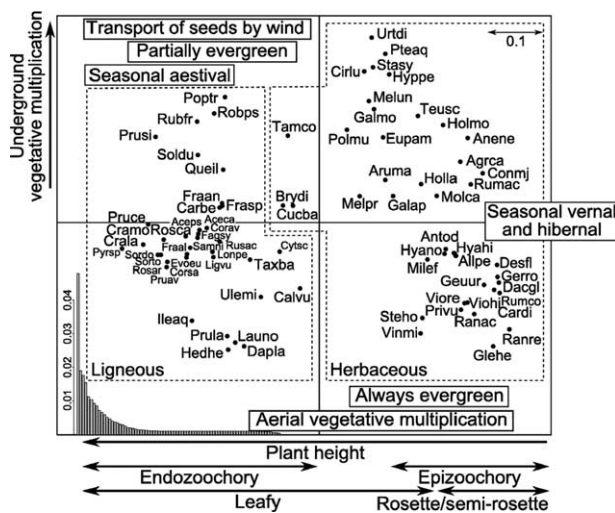 Transport of seeds by wind
Partially evergreen
Seasonal aestival
Underground
vegetative multiplication
0.1
Urtdi
Pteaq
Stasy
Cirlu
Hyppe
Poptr
Melun
Robps
Teusc
Galmo
Rubfr
Holmo
Tamco
Polmu
Prusi
Eupam
Anene
Soldu
Agrca
Queil
Conmj
Aruma
Holla
Rumac
Fraan
Frasp
Brydi
Melpr
Galap
Molca
Carbe
Cucba
Seasonal vernal
and hibernal
Pruce
Aceps
Aceca
Cramo
Rosca
Corav
Fagsy
Antod
Crala
Hyano
Hyahi
Pyrsp
Sordo
Fraal
Samni
Rusac
Cytsc
Allpe
Desfl
Sorto
Evoeu
Lonpe
Milef
Taxba
Rosar
Corsa
Ligvu
Gerro
Pruav
Geuur
Dacgl
Ulemi
Calvu
Viore
Viohi
Rumco
Privu
Cardi
Steho
Ranac
Ileaq
Vinmi
Ranre
Prula
Launo
Hedhe
Dapla
Glehe
Ligneous
Herbaceous
0.04
0.03
0.02
0.01
Always evergreen
Aerial vegetative multiplication
Plant height
Endozoochory
Epizoochory
Leafy
Rosette/semi-rosette